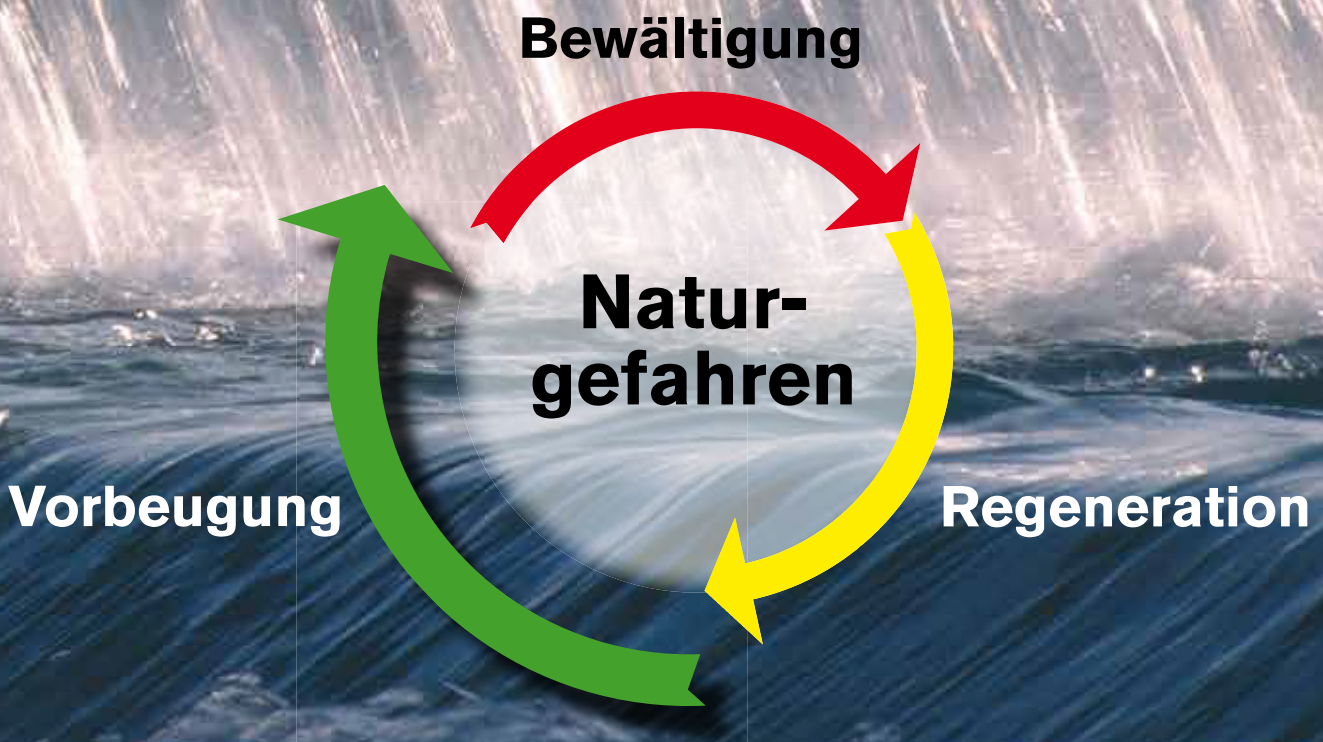 Bewältigung
Natur-
gefahren
Vorbeugung
Regeneration